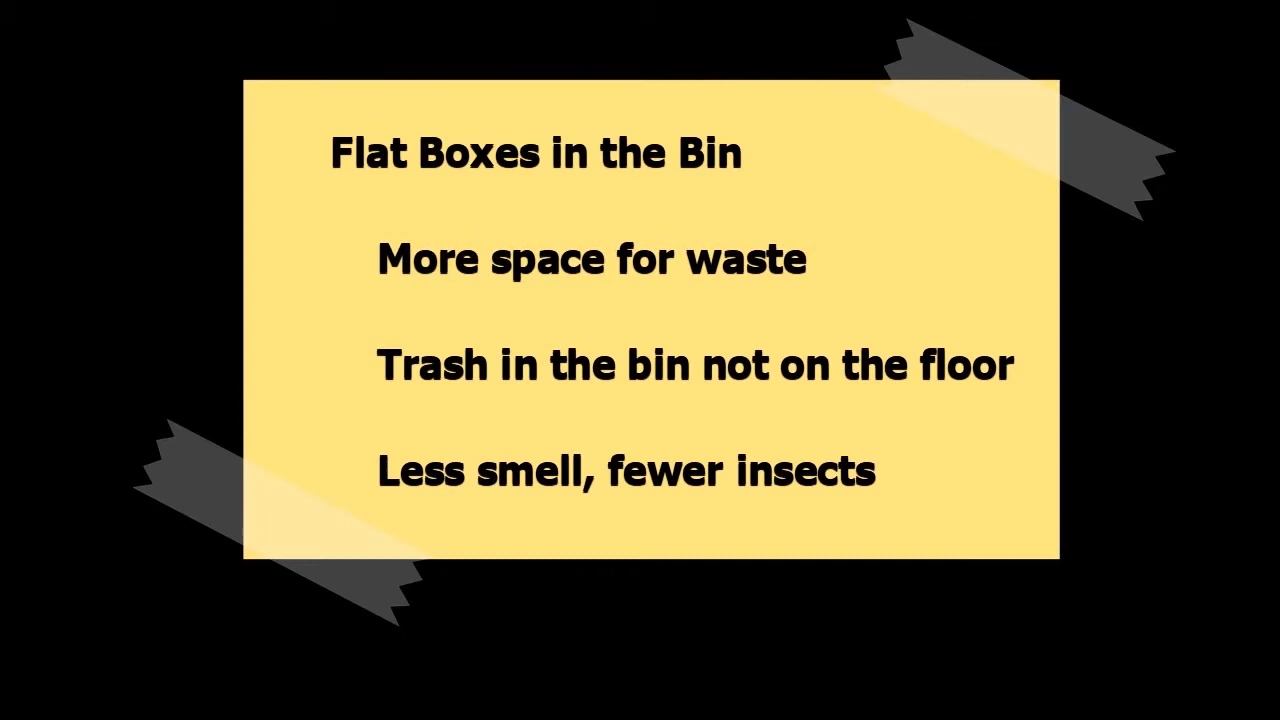 Flat Boxes in the Bin
More space for waste
Trash in the bin not on the floor
Less smell, fewer insects